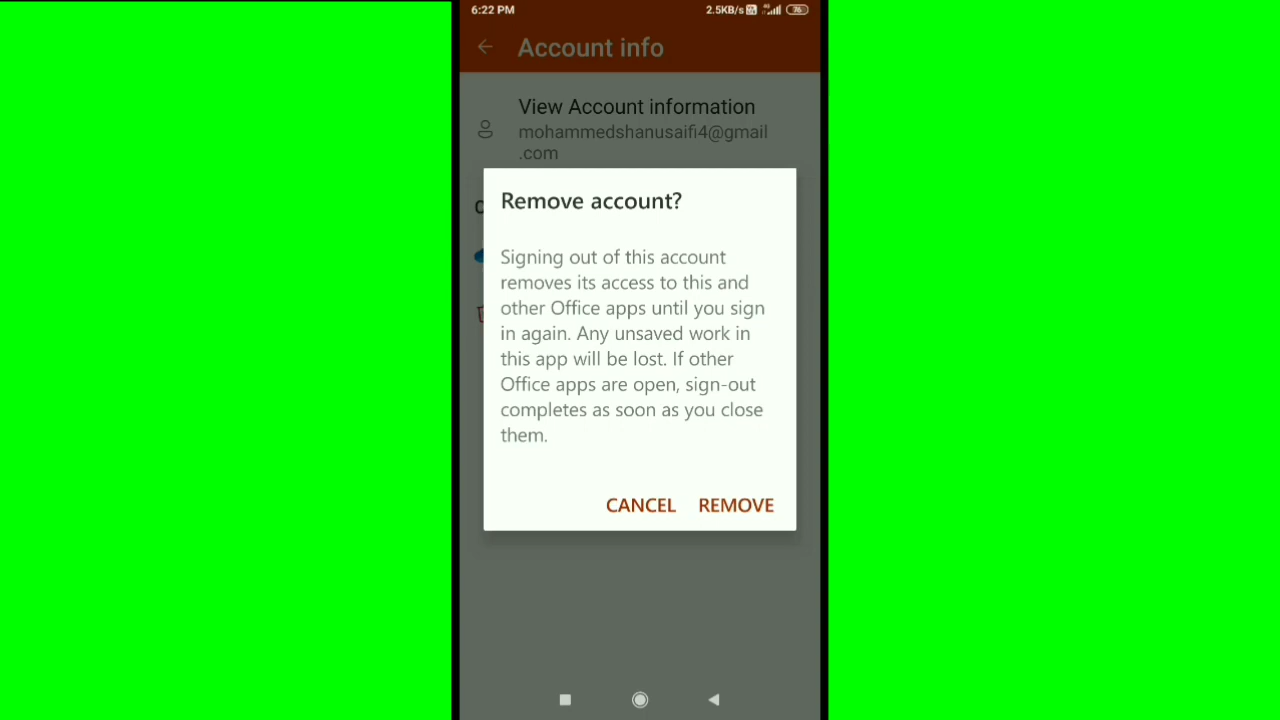 6:22 PM
2.5KB/s
4G
76
Account info
View Account information
mohammedshanusaifi4@gmail
.com
C
Remove account?
Signing out of this account
removes its access to this and
other Office apps until you sign
in again. Any unsaved work in
this app will be lost. If other
Office apps are open, sign-out
completes as soon as you close
them.
CANCEL REMOVE